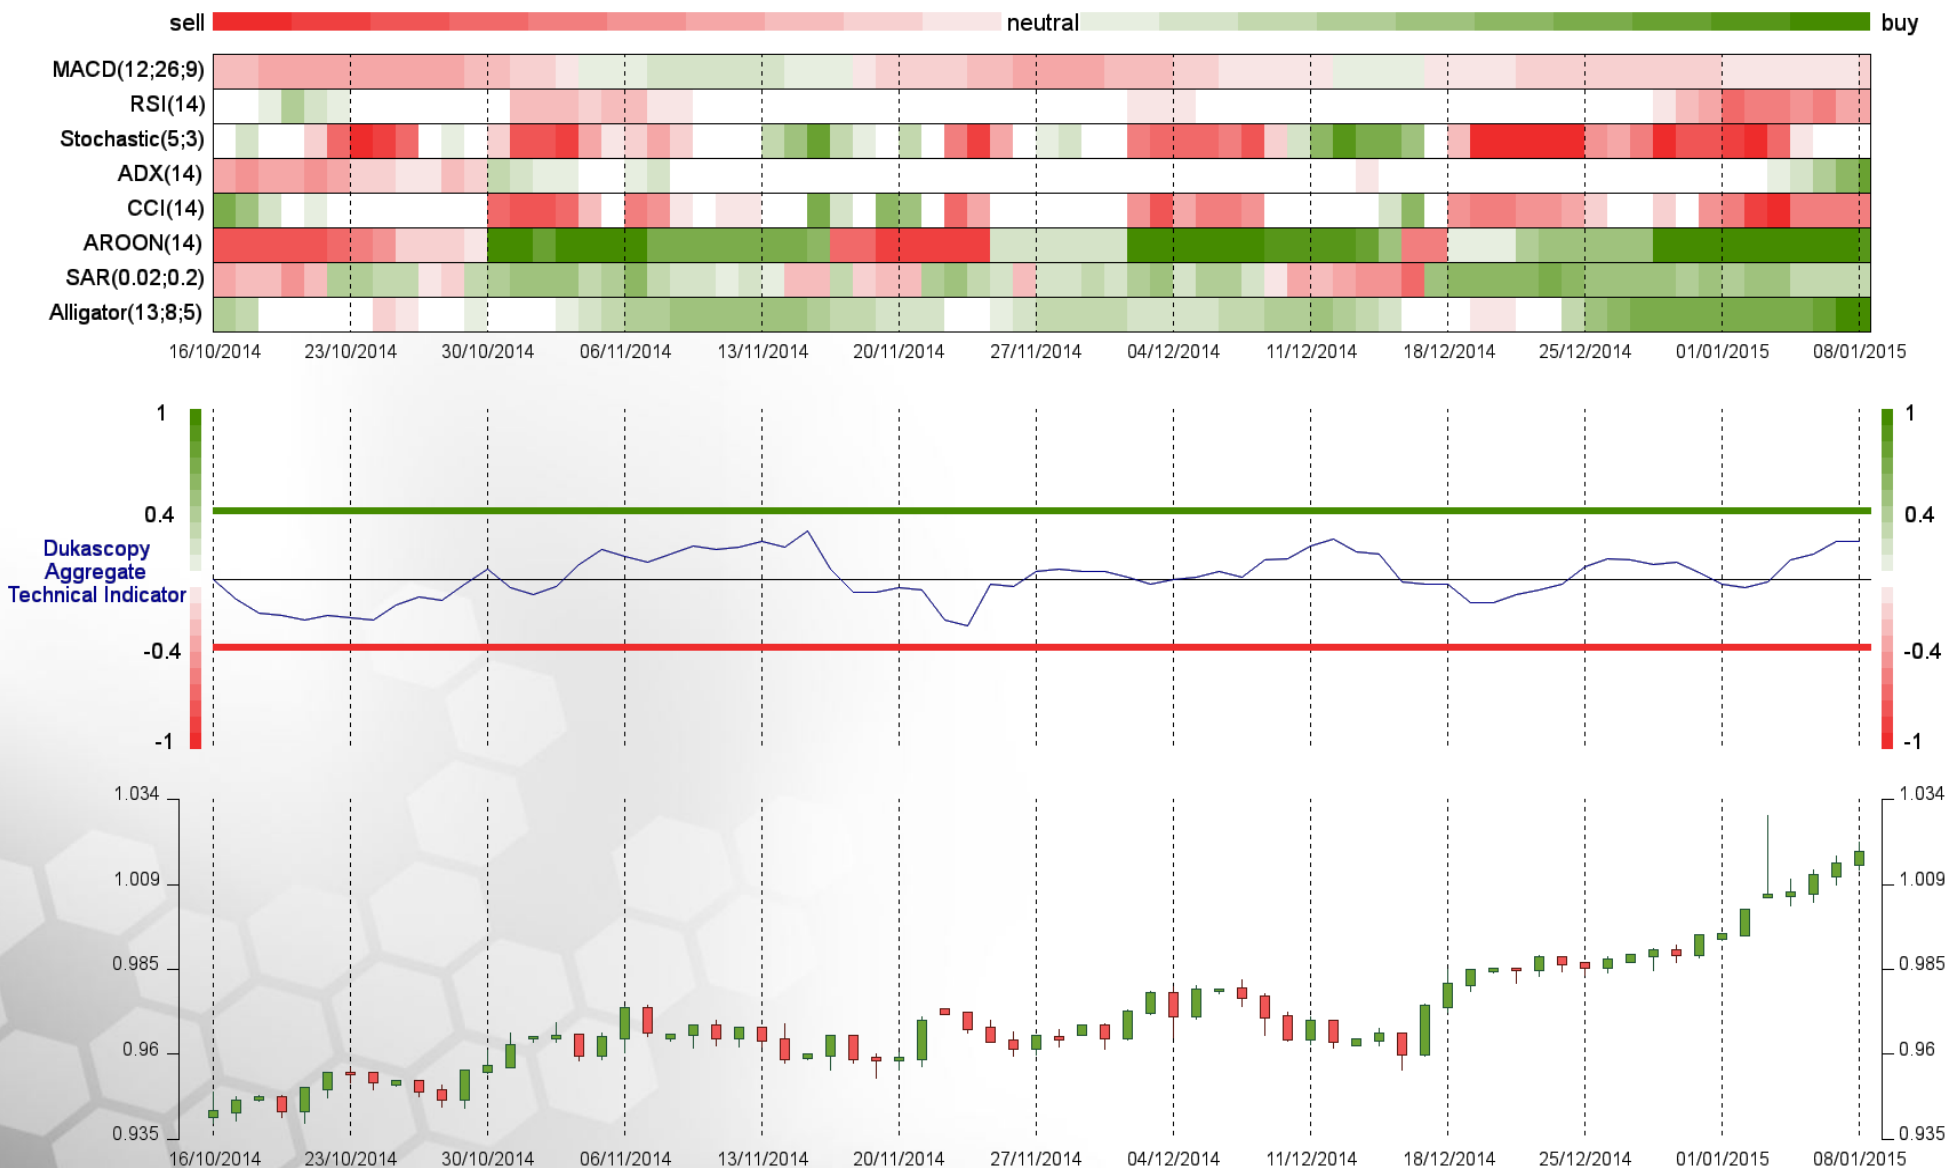 sell neutral buy
MACD(12;26;9)
RSI(14)
Stochastic(5;3)
ADX(14)
CCI(14)
AROON(14)
SAR(0.02;0.2)
Alligator(13;8;5)
16/10/2014 23/10/2014 30/10/2014 06/11/2014 13/11/2014 20/11/2014 27/11/2014 04/12/2014 11/12/2014 18/12/2014 25/12/2014 01/01/2015 08/01/2015
1 1
0.4 0.4
Dukascopy
Aggregate
Technical Indicator
-0.4 -0.4
-1 -1
1.034 1.034
1.009 1.009
0.985 0.985
0.96 0.96
0.935 0.935
16/10/2014 23/10/2014 30/10/2014 06/11/2014 13/11/2014 20/11/2014 27/11/2014 04/12/2014 11/12/2014 18/12/2014 25/12/2014 01/01/2015 08/01/2015